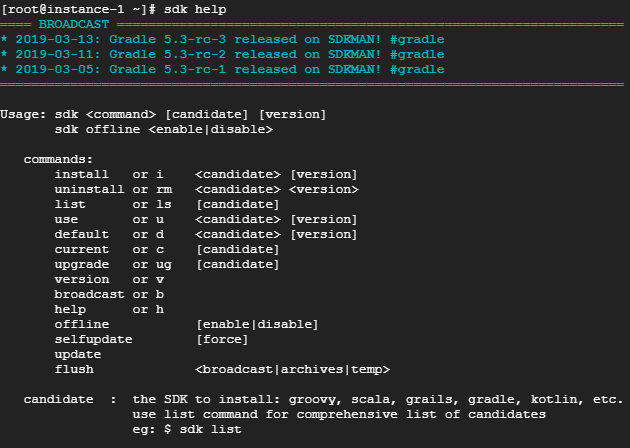 [root@instance-1 ~]# sdk help
==== BROADCAST =================================================================
* 2019-03-13: Gradle 5.3-rc-3 released on SDKMAN! #gradle
* 2019-03-11: Gradle 5.3-rc-2 released on SDKMAN! #gradle
* 2019-03-05: Gradle 5.3-rc-1 released on SDKMAN! #gradle
================================================================================
Usage: sdk <command> [candidate] [version]
       sdk offline <enable|disable>
   commands:
       install   or i    <candidate> [version]
       uninstall or rm   <candidate> <version>
       list      or ls   [candidate]
       use       or u    <candidate> [version]
       default   or d    <candidate> [version]
       current   or c    [candidate]
       upgrade   or ug   [candidate]
       version   or v
       broadcast or b
       help      or h
       offline           [enable|disable]
       selfupdate        [force]
       update
       flush             <broadcast|archives|temp>
   candidate  :  the SDK to install: groovy, scala, grails, gradle, kotlin, etc.
                 use list command for comprehensive list of candidates
                 eg: $ sdk list